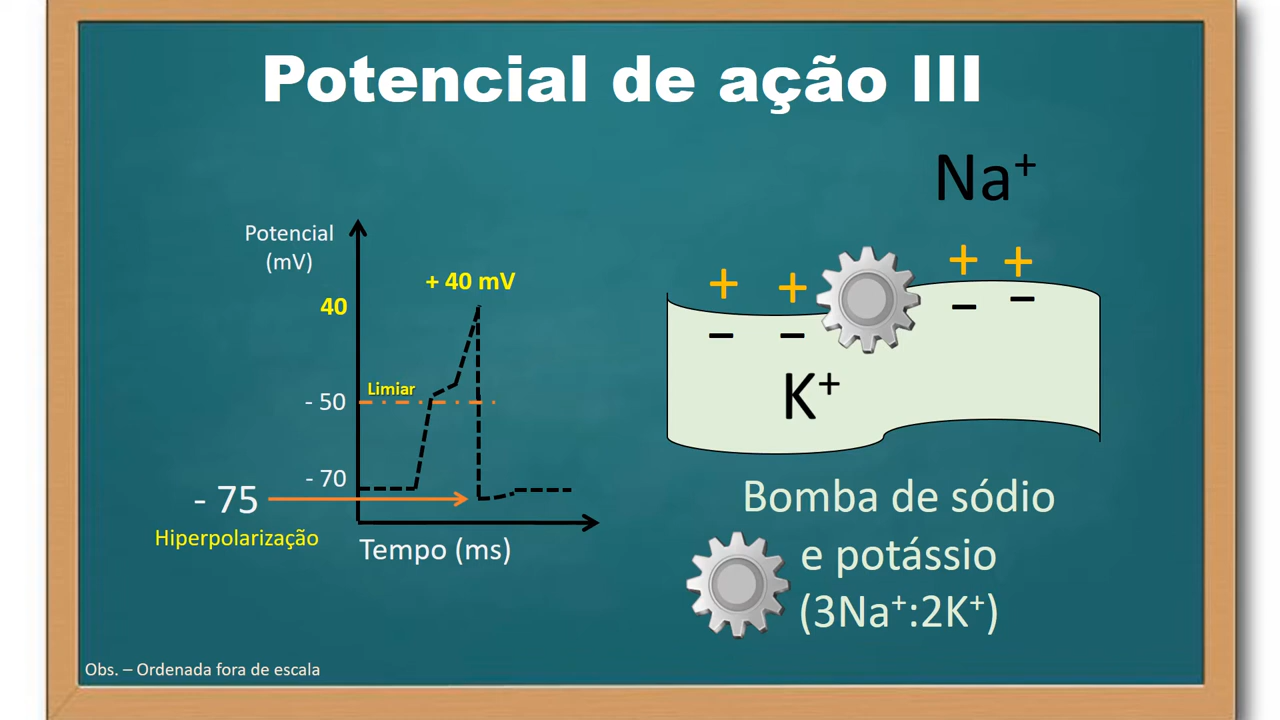 Potencial de ação III
Potencial
(mV)
40
+ 40 mV
Limiar
- 50
- 70
- 75
Hiperpolarização
Tempo (ms)
Na⁺
+ + + +
– – – –
K⁺
Bomba de sódio
e potássio
(3Na⁺:2K⁺)
Obs. – Ordenada fora de escala